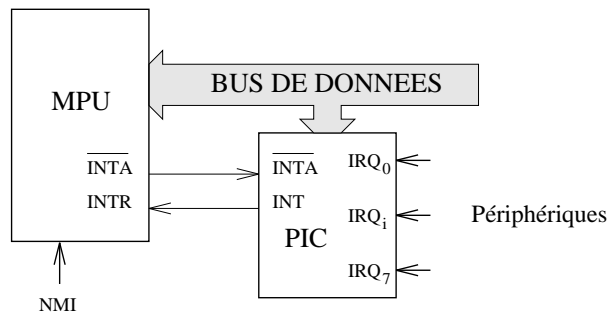 BUS DE DONNEES
MPU
INTA
INTR
NMI
INTA
INT
PIC
IRQ0
IRQi
IRQ7
Périphériques